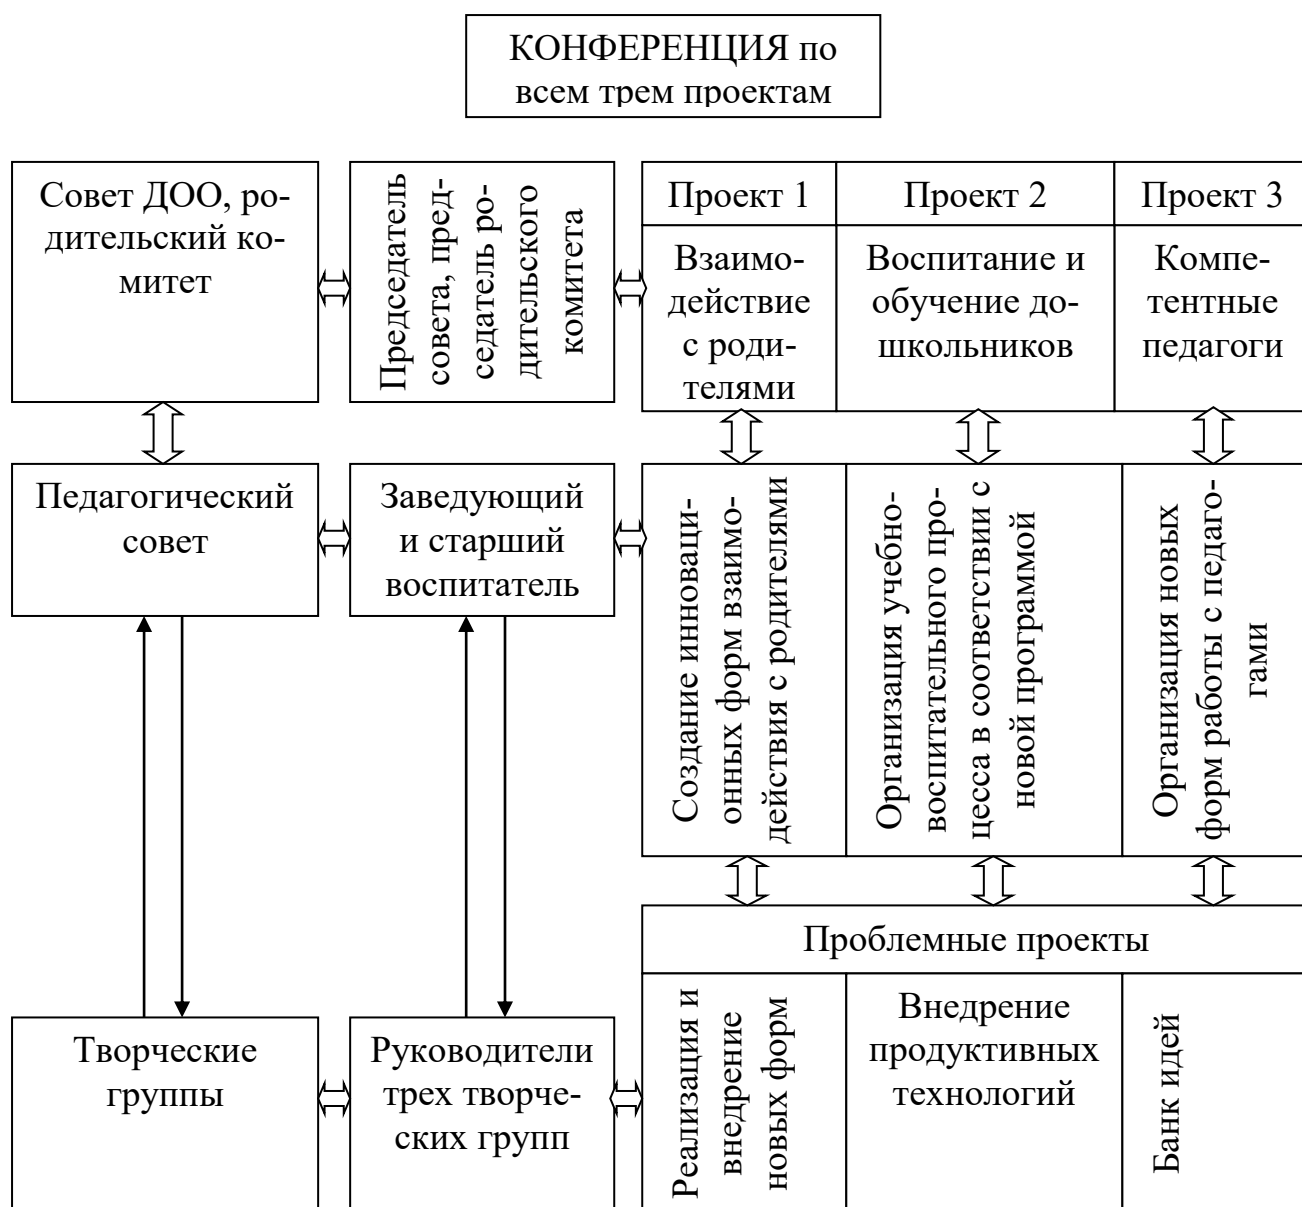 КОНФЕРЕНЦИЯ по
всем трем проектам
Совет ДОО, ро-
дительский ко-
митет
Председатель
совета, пред-
седатель ро-
дительского
комитета
Проект 1
Проект 2
Проект 3
Взаимо-
действие
с роди-
телями
Воспитание и
обучение до-
школьников
Компе-
тентные
педагоги
Педагогический
совет
Заведующий
и старший
воспитатель
Создание инноваци-
онных форм взаимо-
действия с родителями
Организация учебно-
воспитательного про-
цесса в соответствии с
новой программой
Организация новых
форм работы с педаго-
гами
Проблемные проекты
Творческие
группы
Руководители
трех творче-
ских групп
Реализация и
внедрение
новых форм
Внедрение
продуктивных
технологий
Банк идей